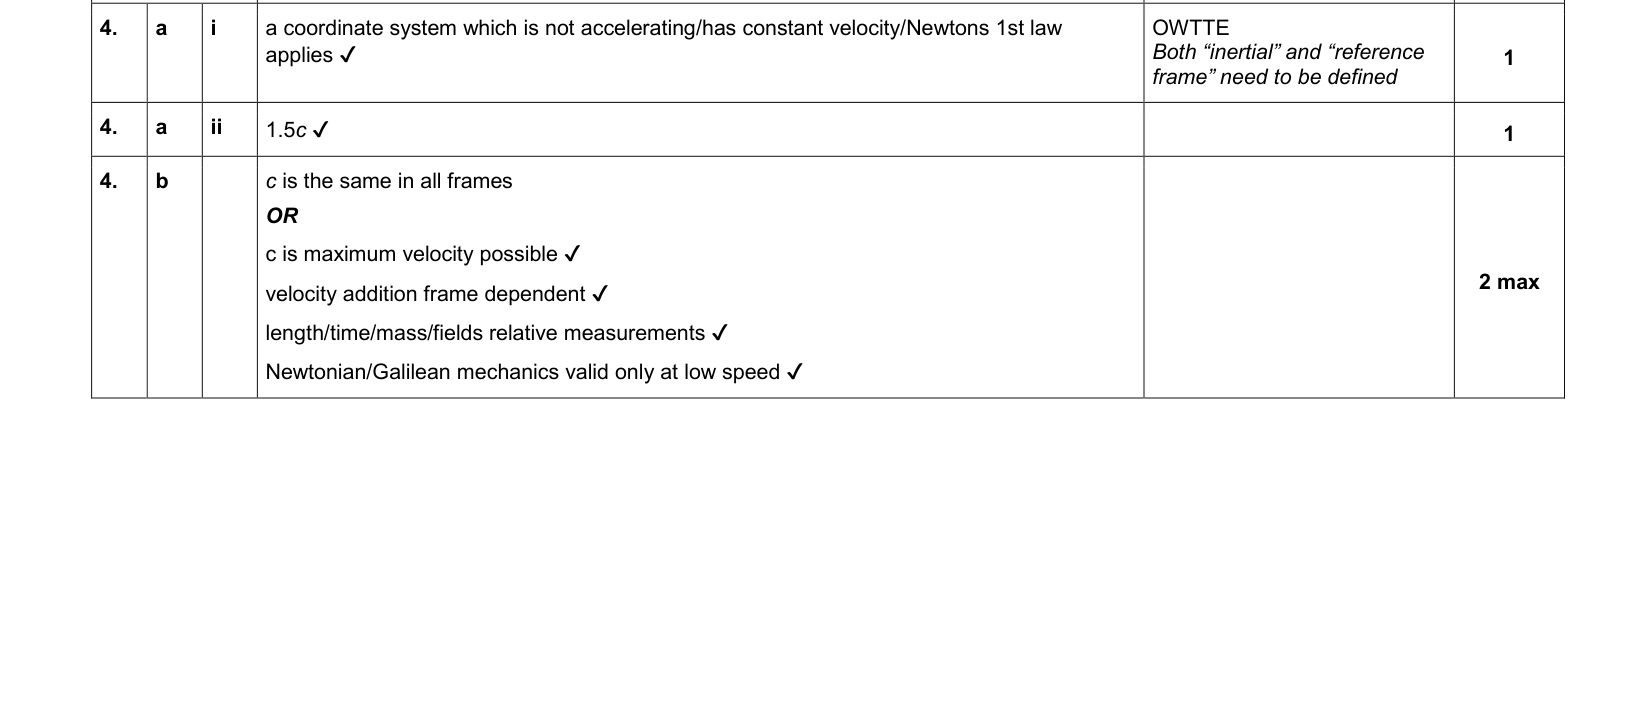 4. a i a coordinate system which is not accelerating/has constant velocity/Newtons 1st law
applies ✓
OWTTE
Both “inertial” and “reference
frame” need to be defined
1
4. a ii 1.5c ✓ 1
4. b c is the same in all frames
OR
c is maximum velocity possible ✓
velocity addition frame dependent ✓
length/time/mass/fields relative measurements ✓
Newtonian/Galilean mechanics valid only at low speed ✓
2 max